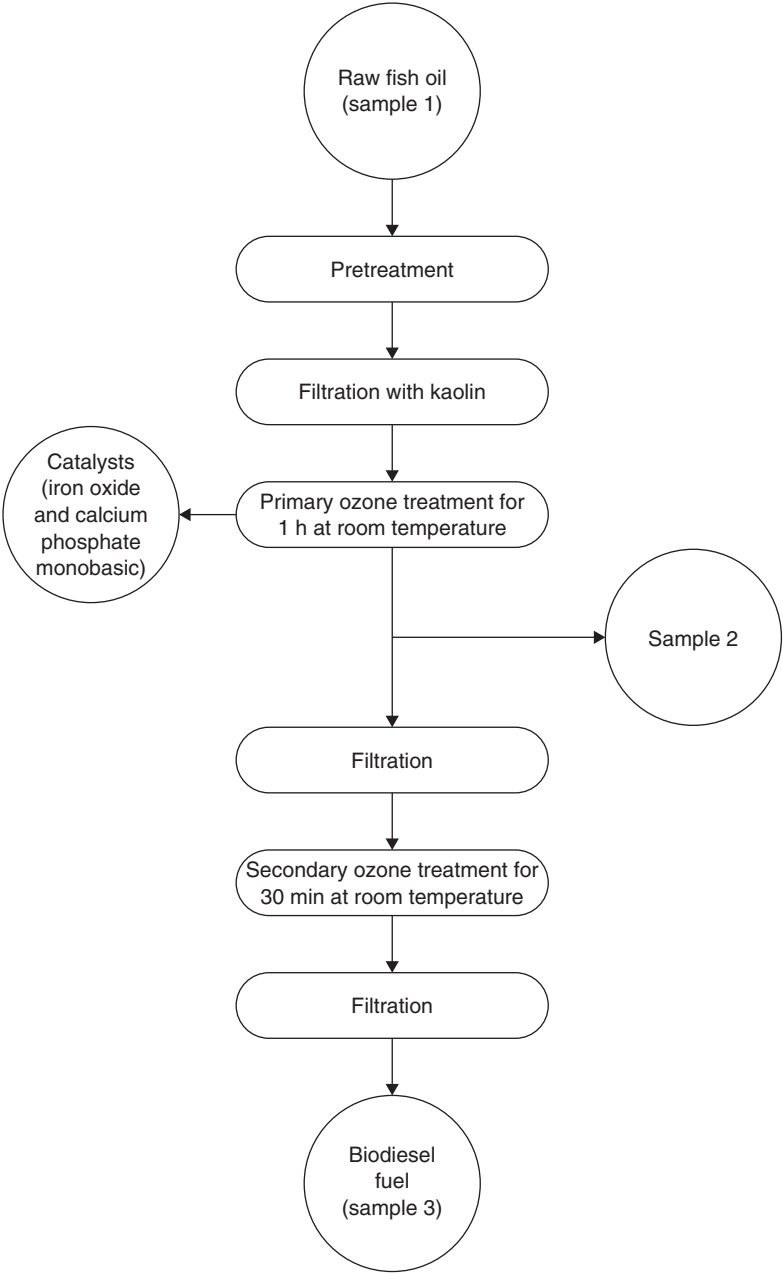 Raw fish oil
(sample 1)
Pretreatment
Filtration with kaolin
Catalysts
(iron oxide
and calcium
phosphate
monobasic)
Primary ozone treatment for
1 h at room temperature
Sample 2
Filtration
Secondary ozone treatment for
30 min at room temperature
Filtration
Biodiesel
fuel
(sample 3)